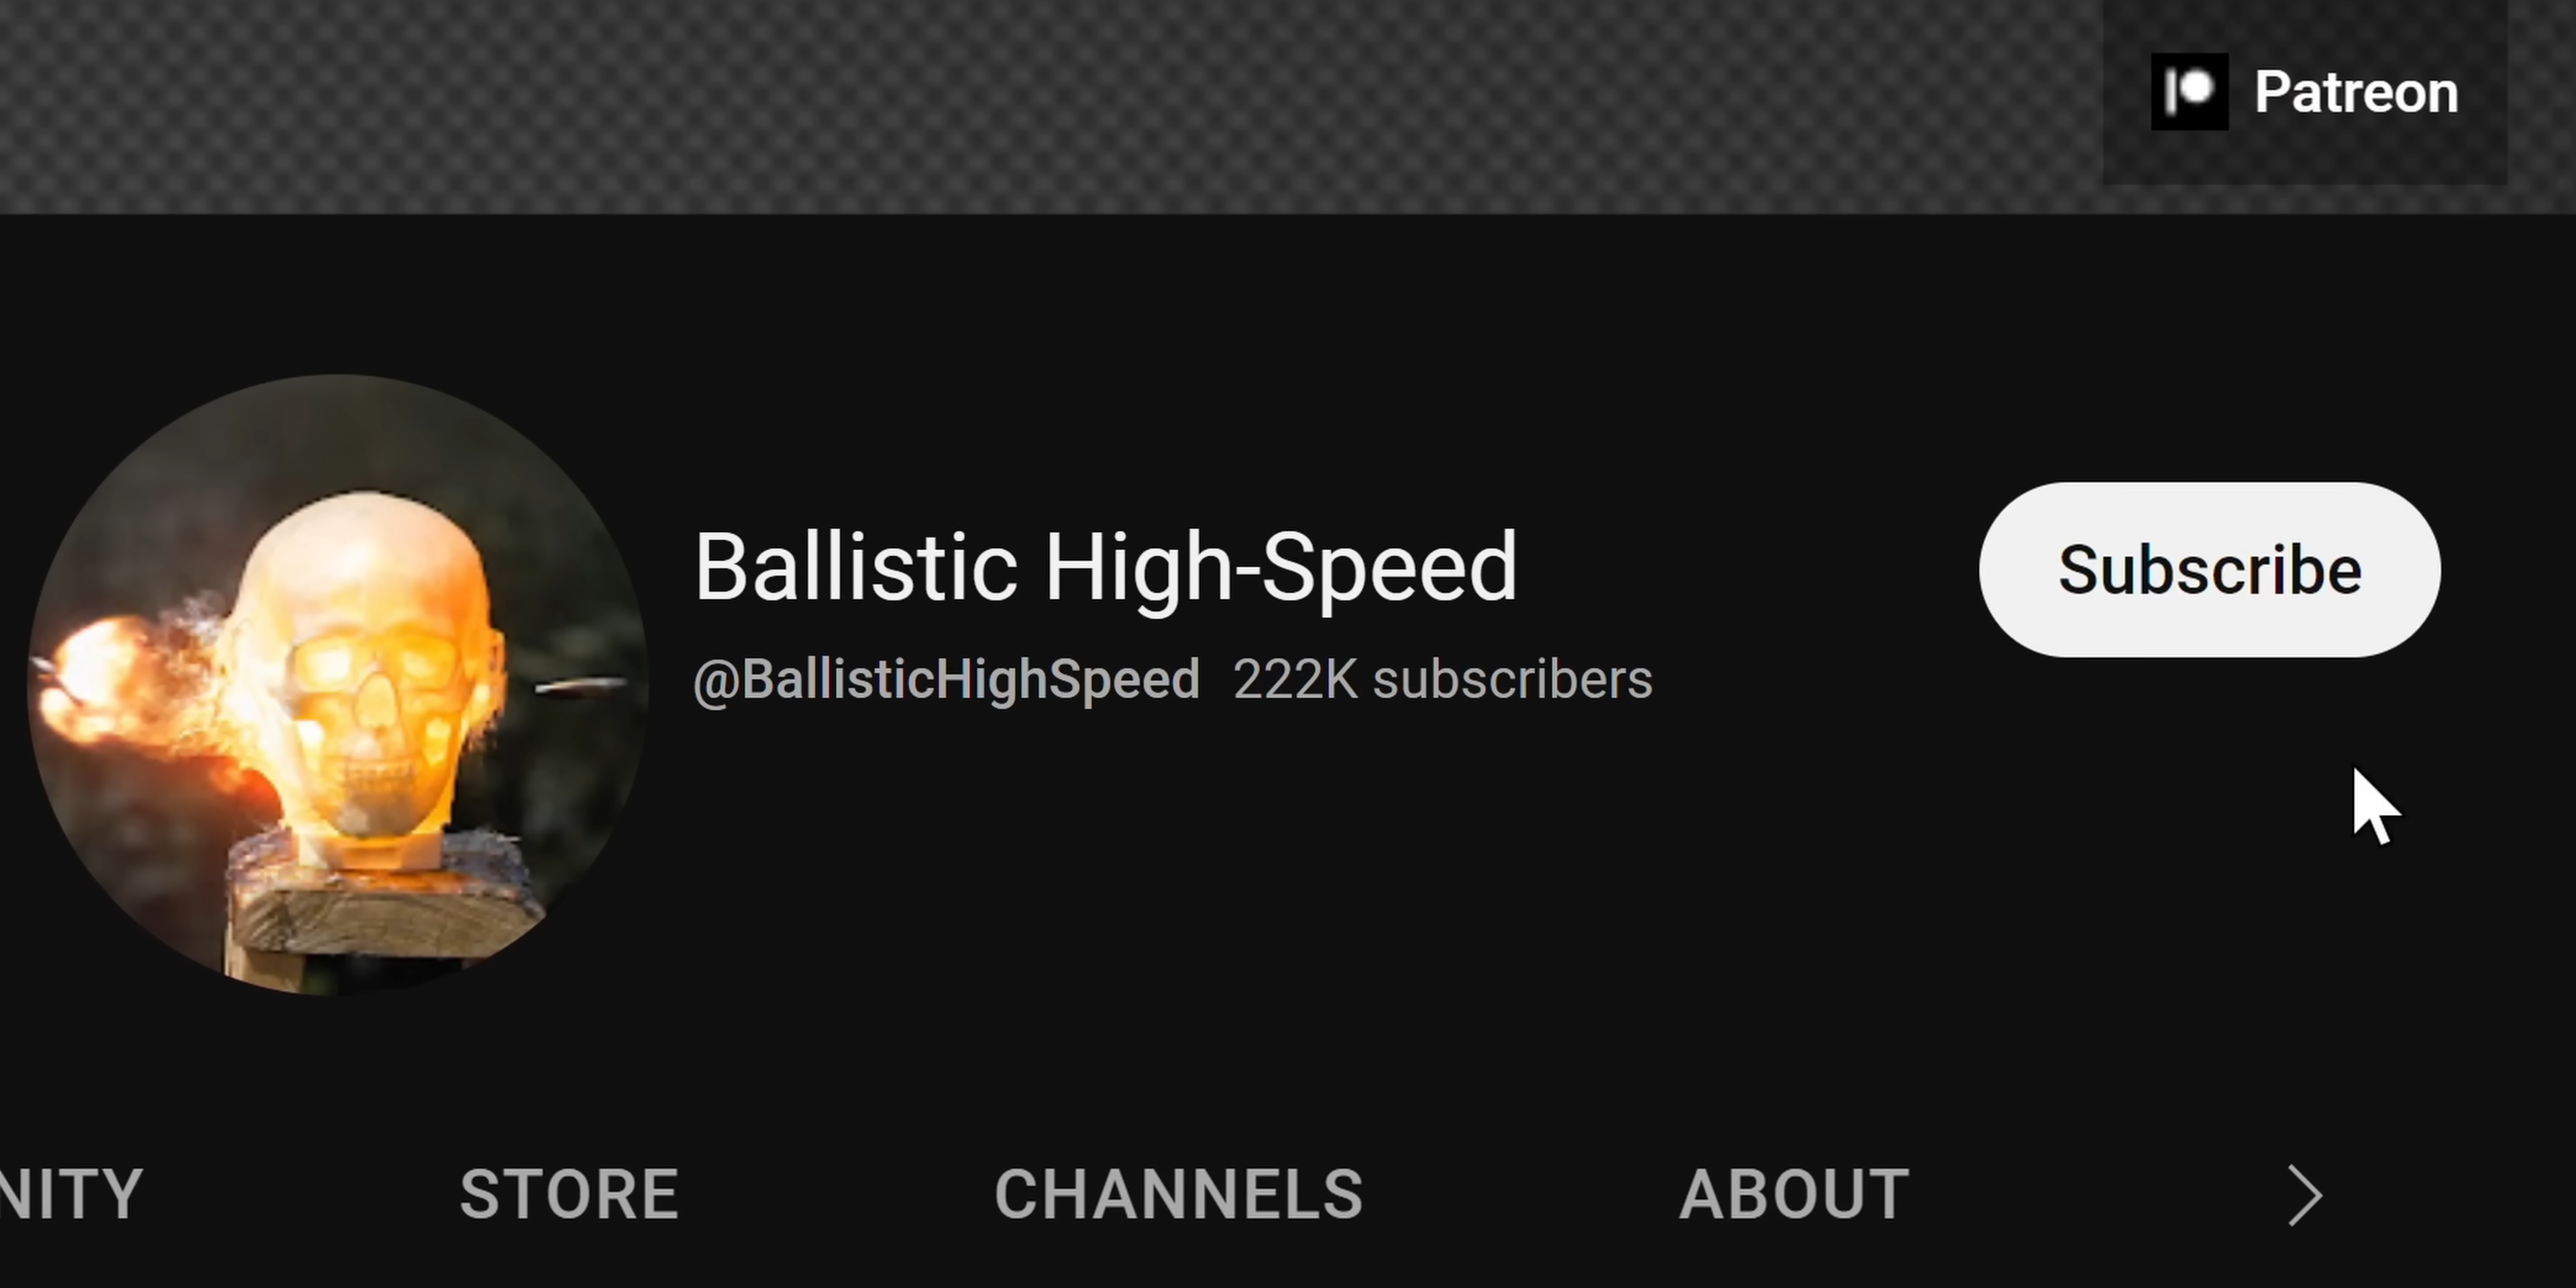 Patreon
Ballistic High-Speed
Subscribe
@BallisticHighSpeed 222K subscribers
NITY STORE CHANNELS ABOUT